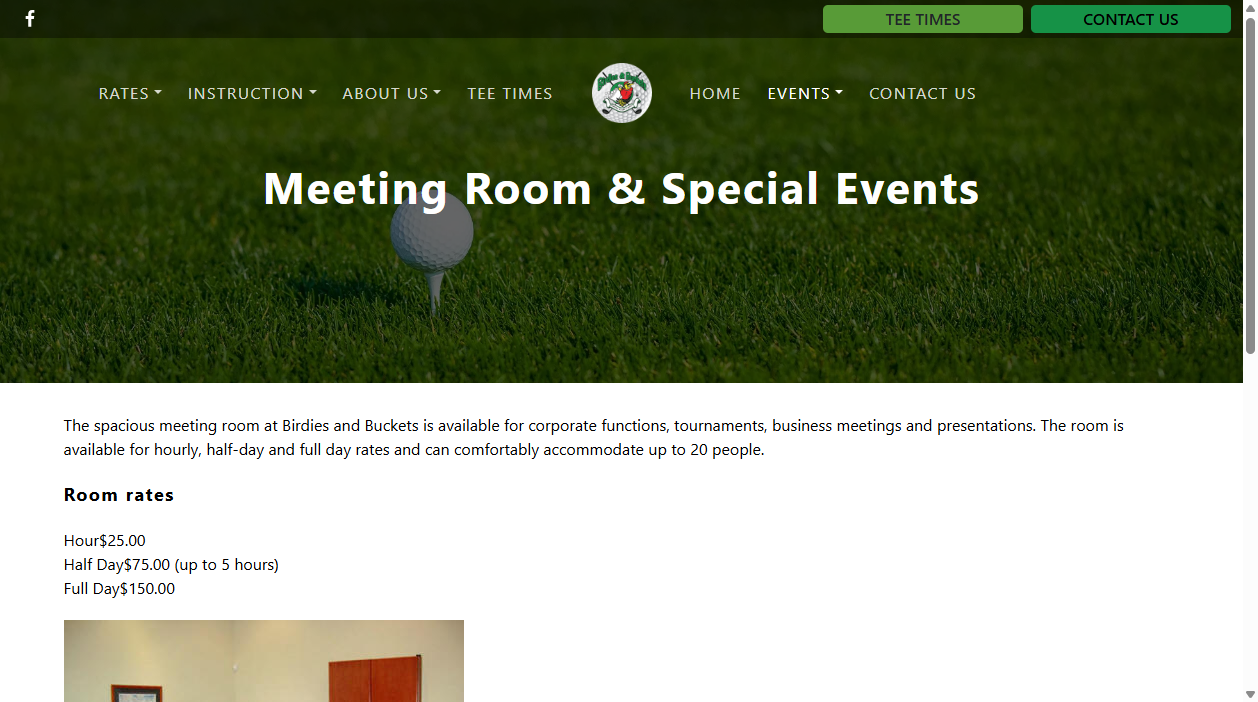 TEE TIMES
CONTACT US
RATES
INSTRUCTION
ABOUT US
TEE TIMES
Birdies & Buckets
HOME
EVENTS
CONTACT US
Meeting Room & Special Events
The spacious meeting room at Birdies and Buckets is available for corporate functions, tournaments, business meetings and presentations. The room is
available for hourly, half-day and full day rates and can comfortably accommodate up to 20 people.
Room rates
Hour$25.00
Half Day$75.00 (up to 5 hours)
Full Day$150.00